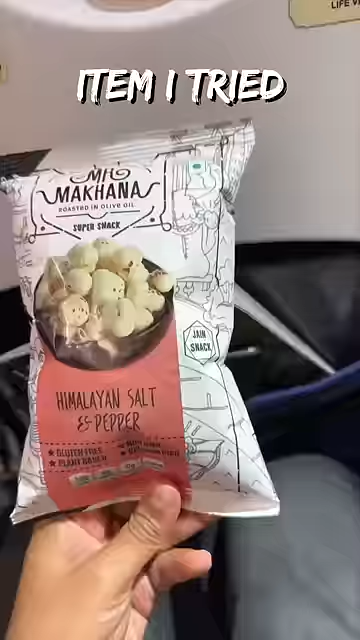 LIFE V
ITEM I TRIED
MR
MAKHANA
ROASTED IN OLIVE OIL
SUPER SNACK
JAIN
SNACK
HIMALAYAN SALT
& PEPPER
★ GLUTEN FREE
★ PLANT BASED